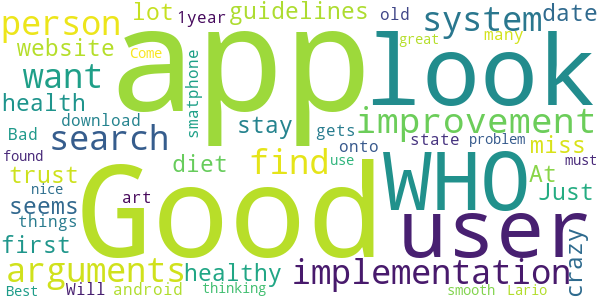 person
lot
1year
guidelines
old
system
date
website
Come
app
look
great
many
want
smatphone
health
download
improvement
Bad
search
stay
gets
onto
state
problem
miss
found
trust
diet
find
use
WHO
At
must
nice
seems
art
Good
user
Just
things
first
crazy
arguments
healthy
implementation
Best
Will
android
thinking
smooth
Lario